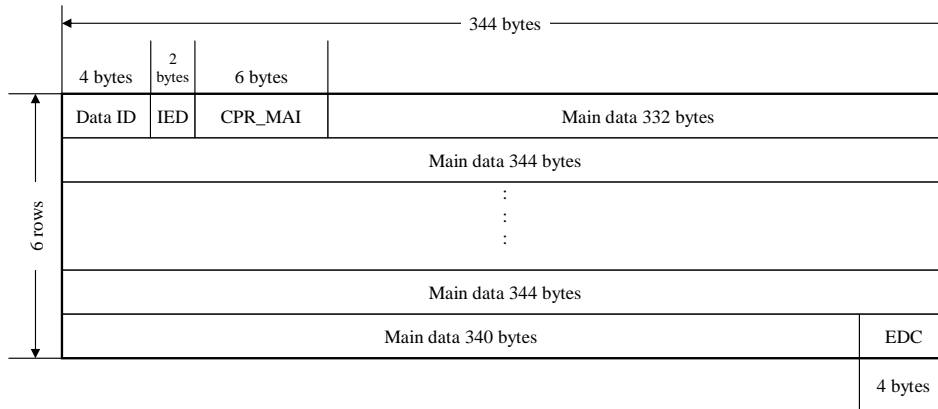 344 bytes
4 bytes
2
bytes
6 bytes
Data ID IED CPR_MAI Main data 332 bytes
Main data 344 bytes
:
:
:
Main data 344 bytes
Main data 340 bytes EDC
6 rows
4 bytes